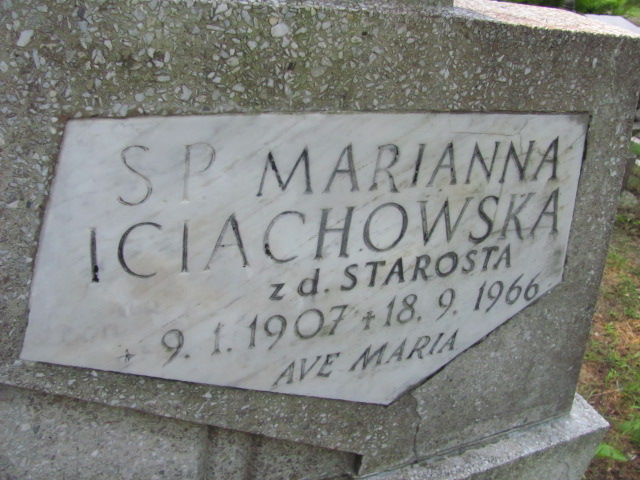 SP MARIANNA
ICIACHOWSKA
z d. STAROSTA
* 9. 1. 1907 + 18. 9. 1966
AVE MARIA